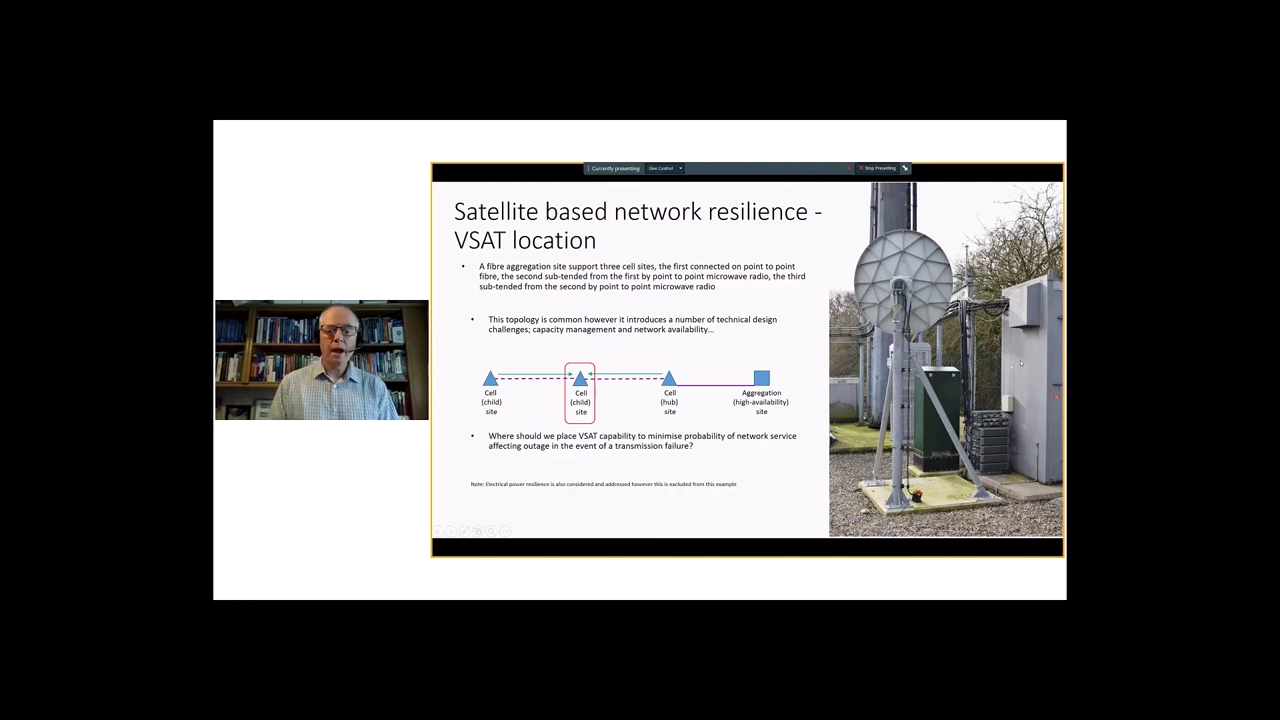 Currently presenting
Give Control
Stop Presenting
Satellite based network resilience -
VSAT location
• A fibre aggregation site support three cell sites, the first connected on point to point
fibre, the second sub-tended from the first by point to point microwave radio, the third
sub-tended from the second by point to point microwave radio
• This topology is common however it introduces a number of technical design
challenges; capacity management and network availability...
Cell
(child)
site
Cell
(child)
site
Cell
(hub)
site
Aggregation
(high-availability)
site
• Where should we place VSAT capability to minimise probability of network service
affecting outage in the event of a transmission failure?
Note: Electrical power resilience is also considered and addressed however this is excluded from this example